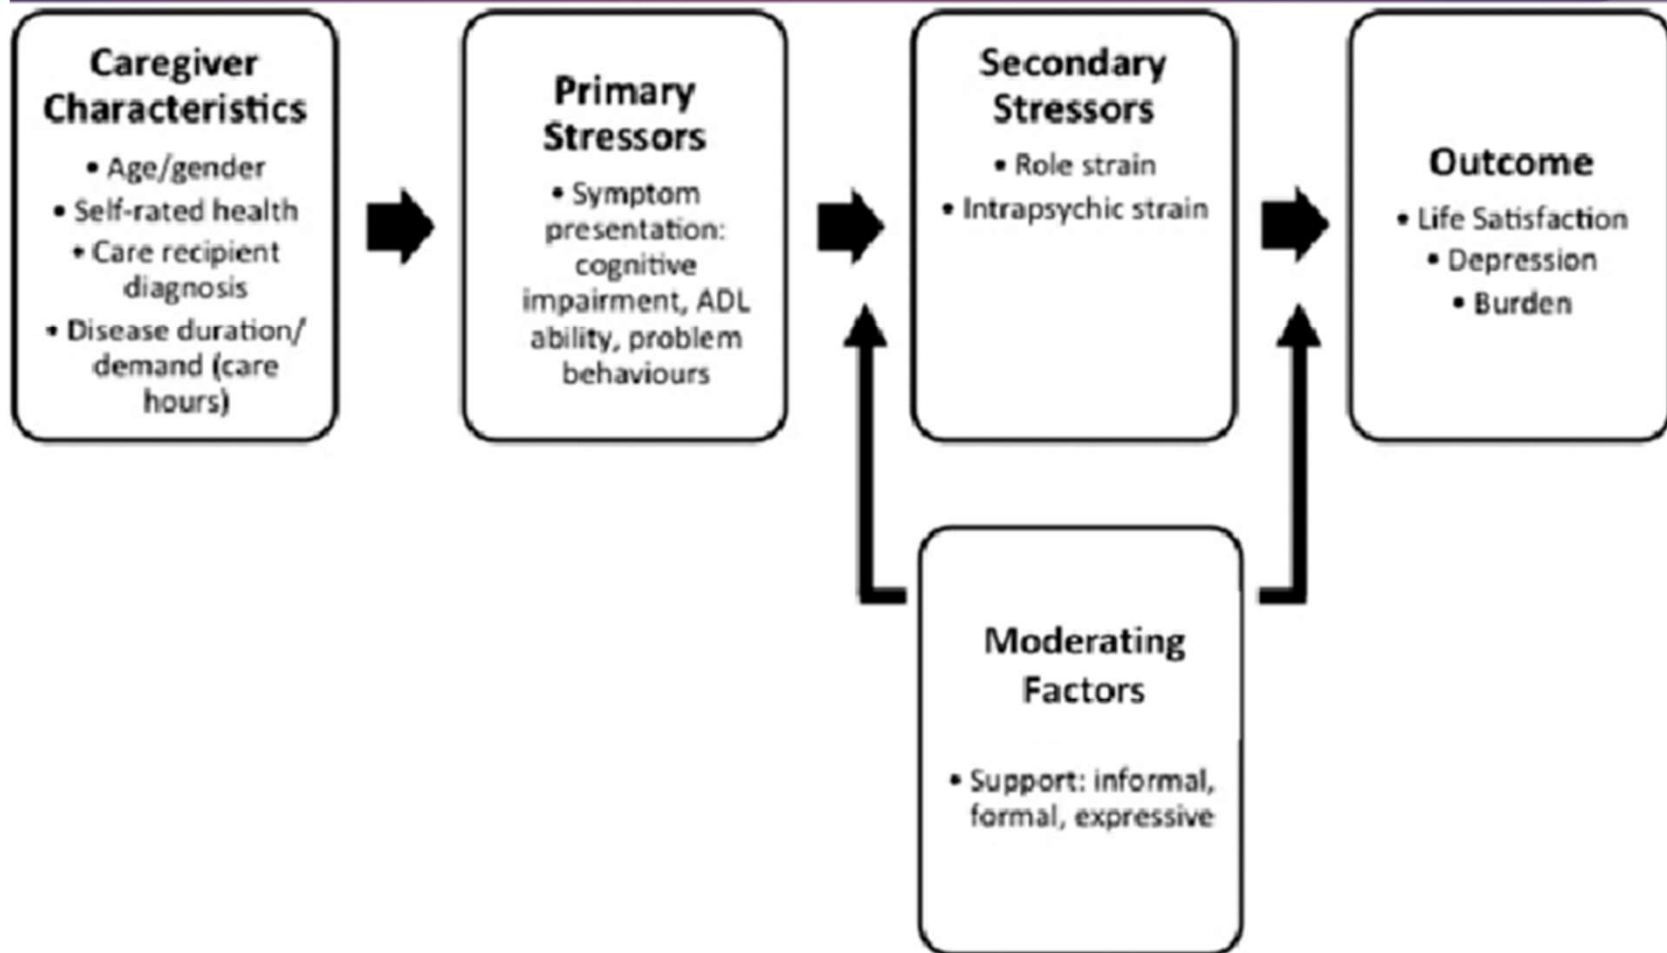 Caregiver
Characteristics
• Age/gender
• Self-rated health
• Care recipient
diagnosis
• Disease duration/
demand (care
hours)
Primary
Stressors
• Symptom
presentation:
cognitive
impairment, ADL
ability, problem
behaviours
Secondary
Stressors
• Role strain
• Intrapsychic strain
Outcome
• Life Satisfaction
• Depression
• Burden
Moderating
Factors
• Support: informal,
formal, expressive